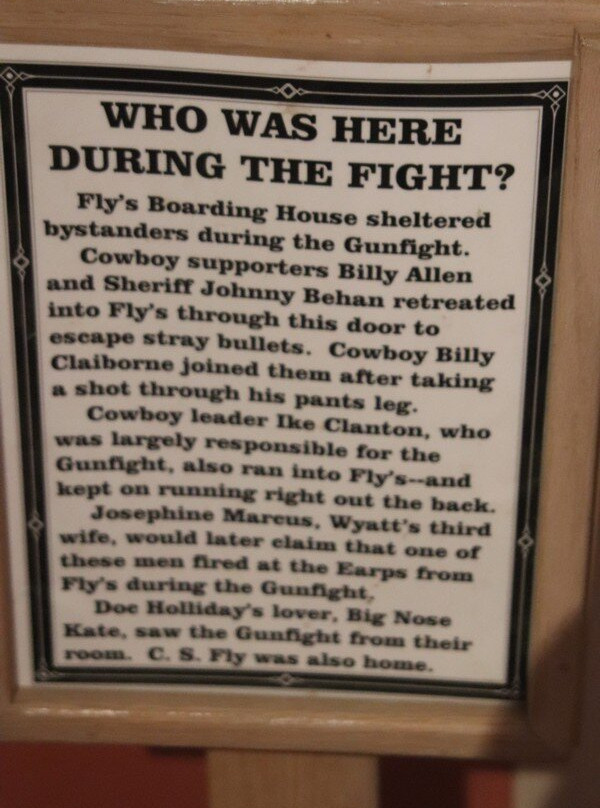 WHO WAS HERE
DURING THE FIGHT?
Fly's Boarding House sheltered
bystanders during the Gunfight.
Cowboy supporters Billy Allen
and Sheriff Johnny Behan retreated
into Fly's through this door to
escape stray bullets. Cowboy Billy
Claiborne joined them after taking
a shot through his pants leg.
Cowboy leader Ike Clanton, who
was largely responsible for the
Gunfight, also ran into Fly's--and
kept on running right out the back.
Josephine Marcus, Wyatt's third
wife, would later claim that one of
these men fired at the Earps from
Fly's during the Gunfight.
Doc Holliday's lover, Big Nose
Kate, saw the Gunfight from their
room. C. S. Fly was also home.